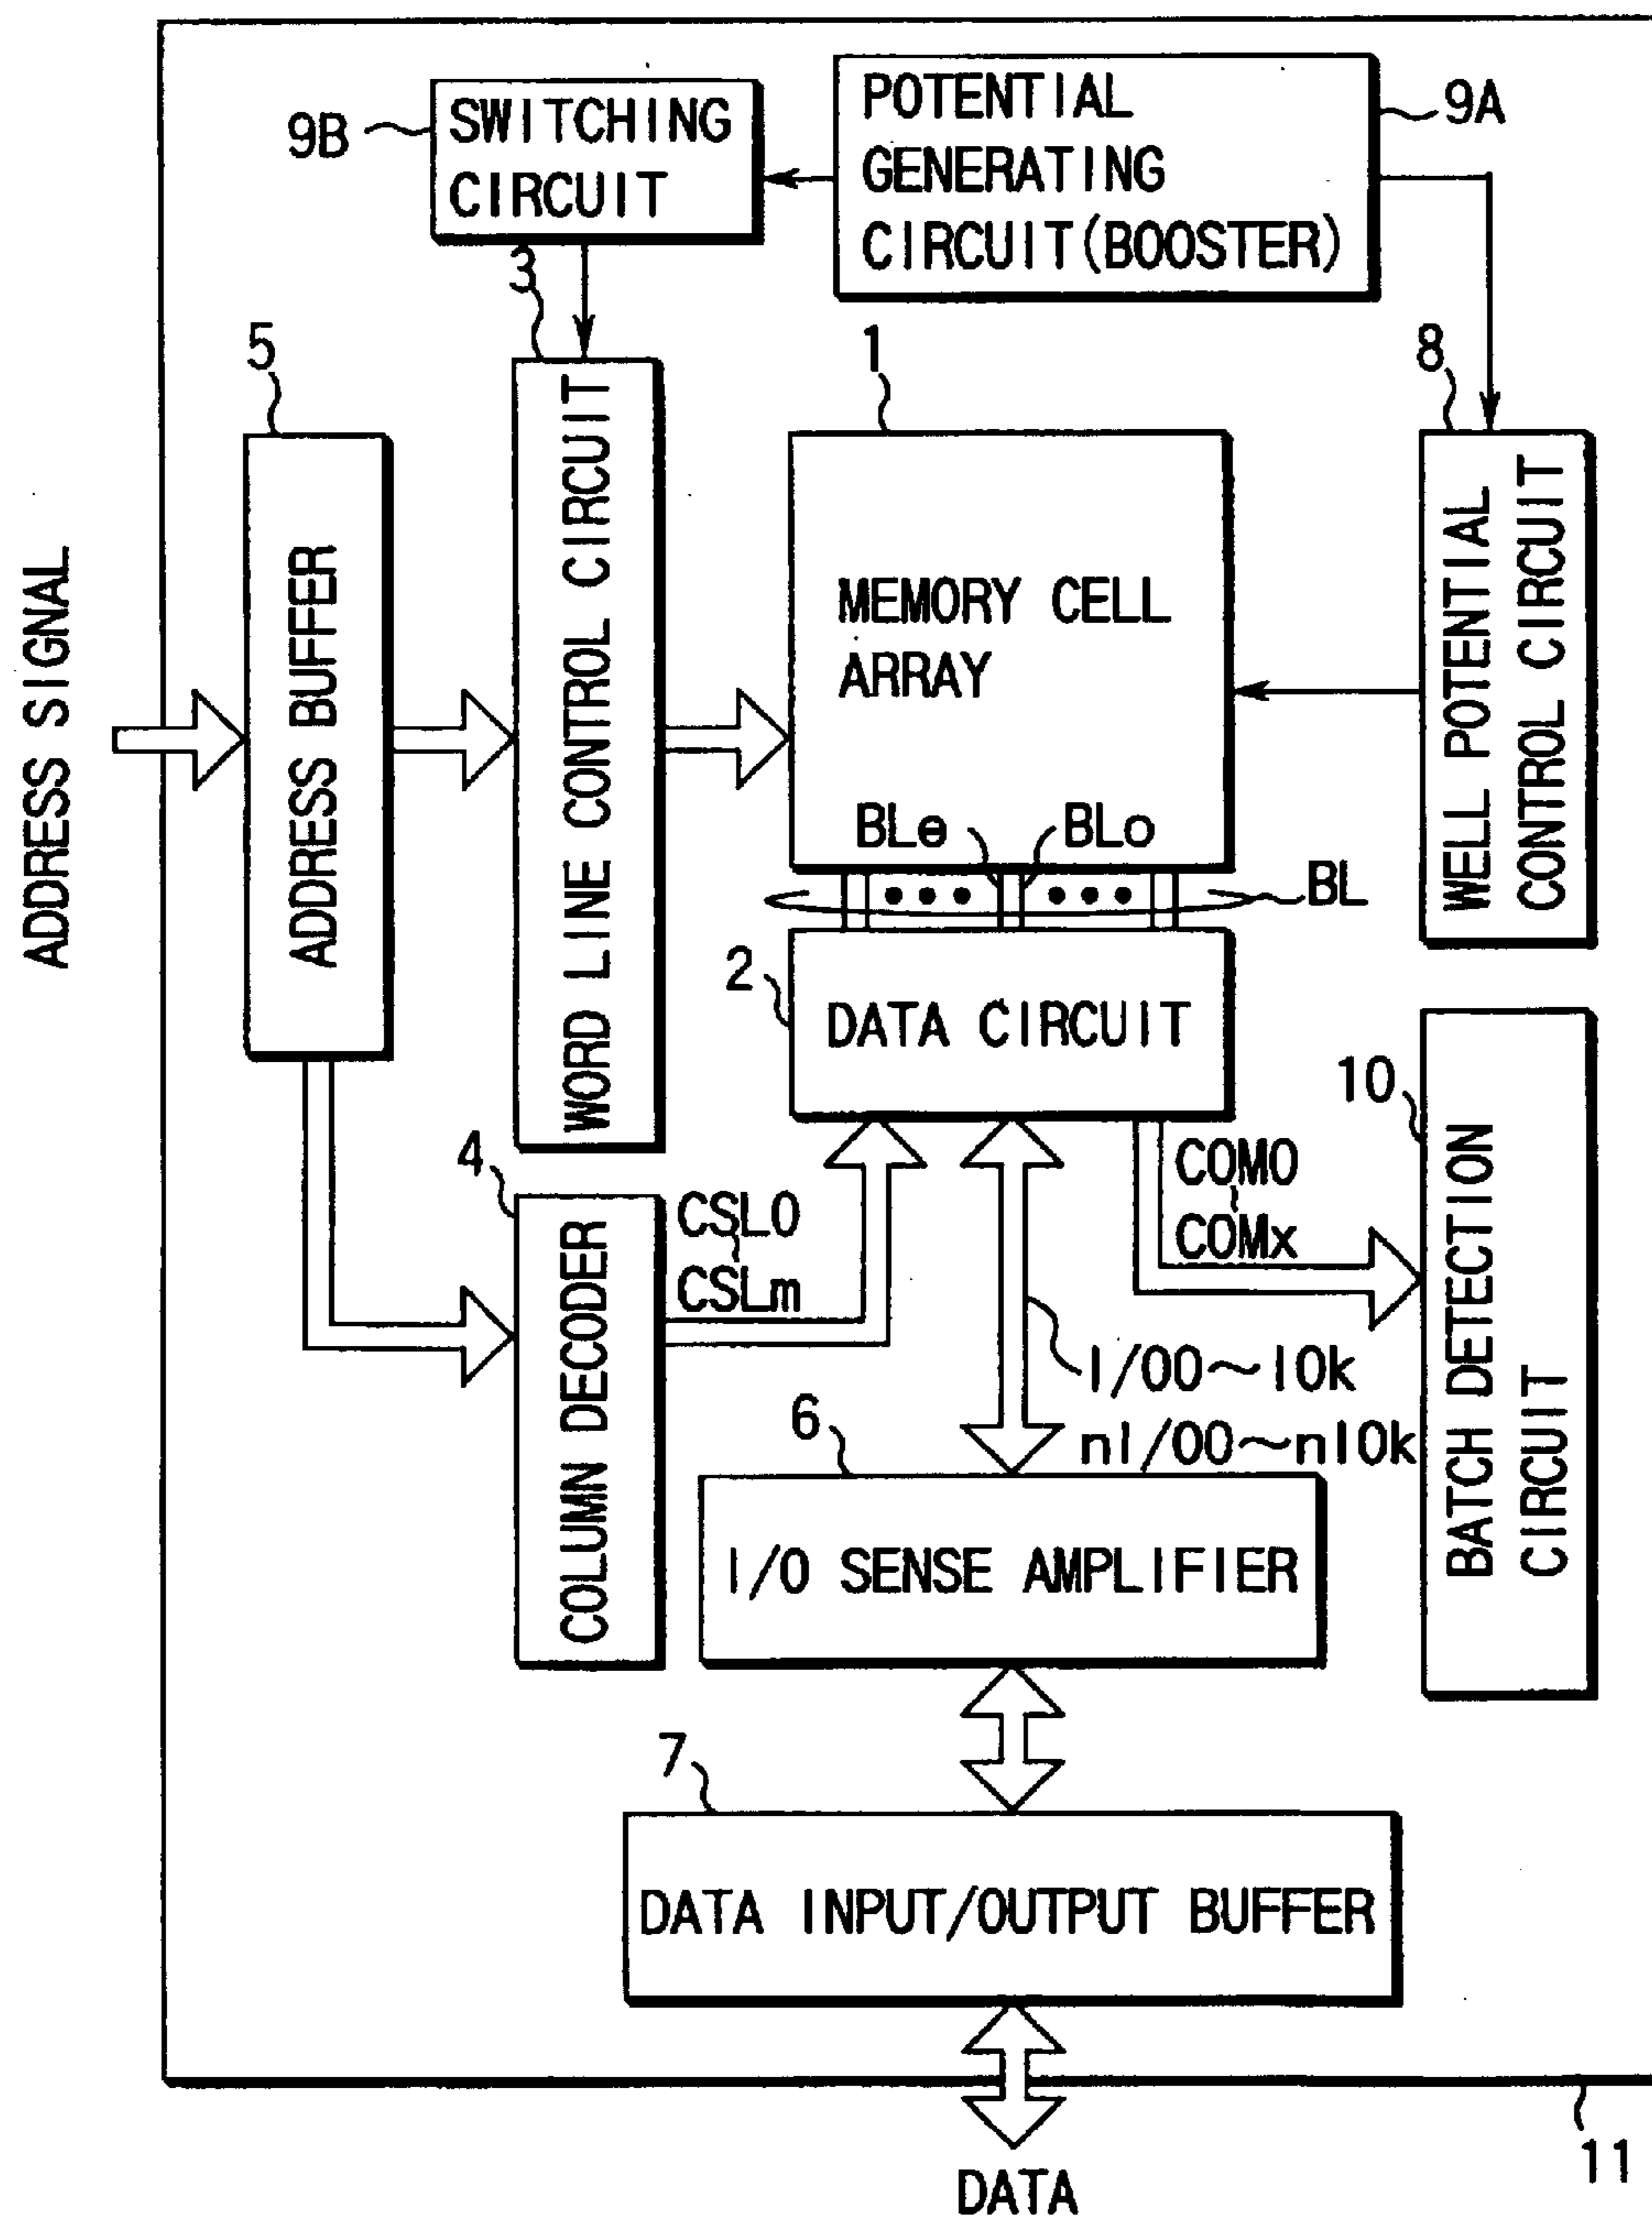 9B
SWITCHING
CIRCUIT
POTENTIAL
GENERATING
CIRCUIT(BOOSTER)
9A
3
5
1
8
ADDRESS SIGNAL
ADDRESS BUFFER
WORD LINE CONTROL CIRCUIT
MEMORY CELL
ARRAY
WELL POTENTIAL
CONTROL CIRCUIT
BLe
BLo
BL
2
DATA CIRCUIT
10
4
COLUMN DECODER
CSL0
~
CSLm
COM0
~
COMx
BATCH DETECTION
CIRCUIT
I/O0~IOk
nI/O0~nIOk
6
I/O SENSE AMPLIFIER
7
DATA INPUT/OUTPUT BUFFER
11
DATA